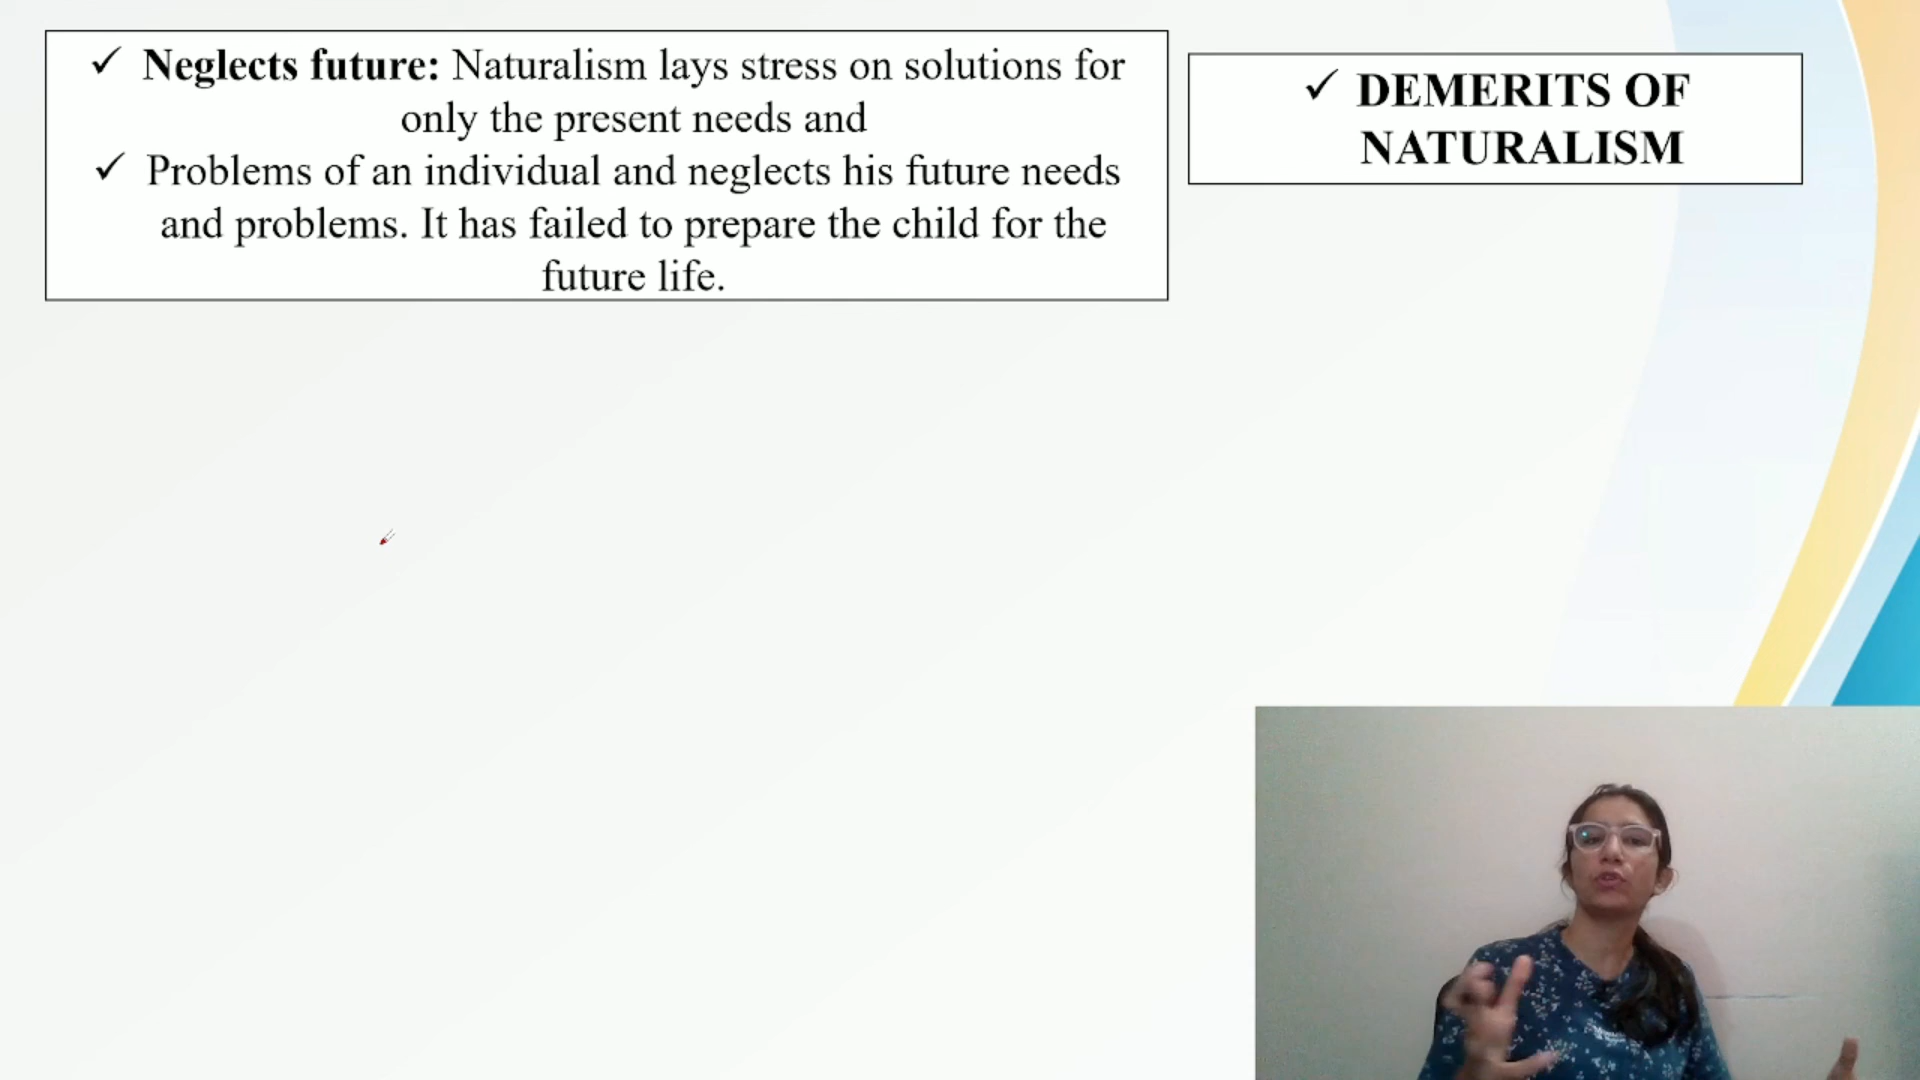 ✓ Neglects future: Naturalism lays stress on solutions for
only the present needs and
✓ Problems of an individual and neglects his future needs
and problems. It has failed to prepare the child for the
future life.
✓ DEMERITS OF
NATURALISM